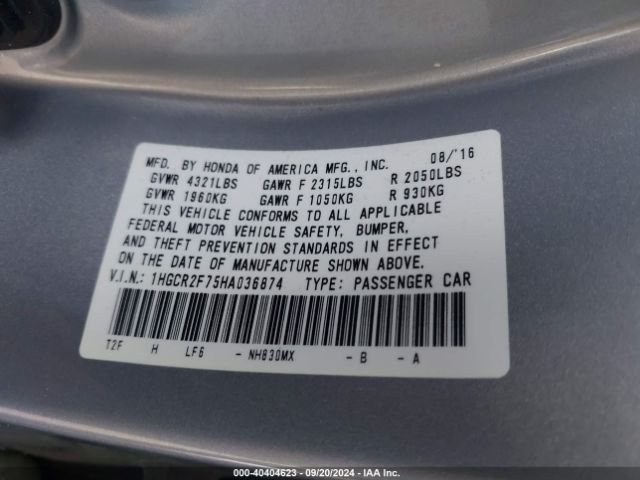 MFD. BY HONDA OF AMERICA MFG., INC. 08/'16
GVWR 4321LBS GAWR F 2315LBS R 2050LBS
GVWR 1960KG GAWR F 1050KG R 930KG
THIS VEHICLE CONFORMS TO ALL APPLICABLE
FEDERAL MOTOR VEHICLE SAFETY, BUMPER,
AND THEFT PREVENTION STANDARDS IN EFFECT
ON THE DATE OF MANUFACTURE SHOWN ABOVE.
V.I.N.: 1HGCR2F75HA036874 TYPE: PASSENGER CAR
T2F H LF6 - NH830MX - B - A
000-40404623 - 09/20/2024 - IAA Inc.